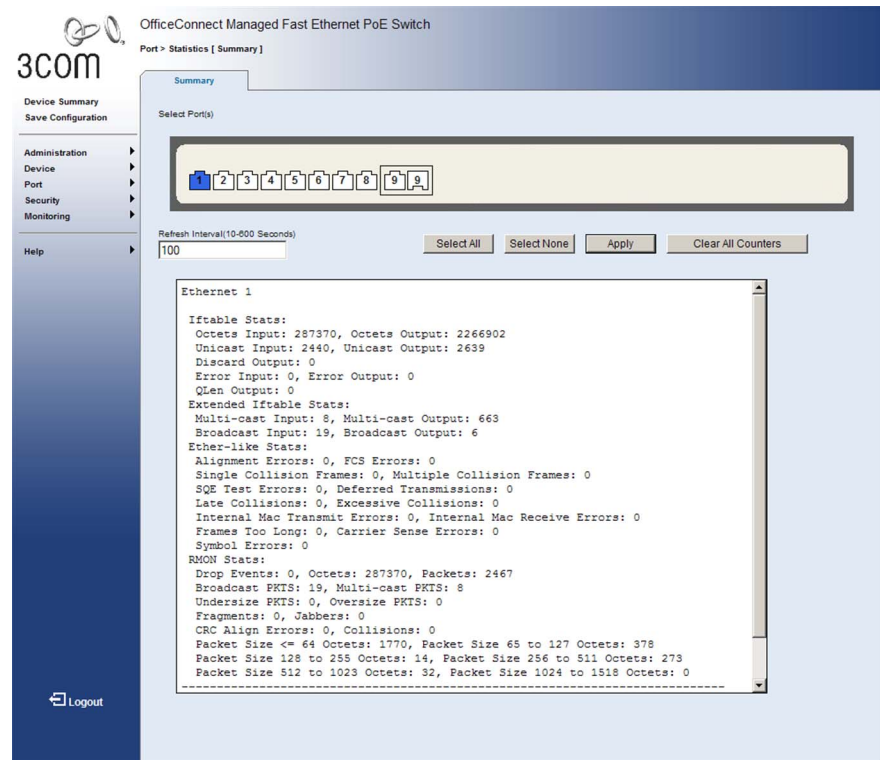 3COM
OfficeConnect Managed Fast Ethernet PoE Switch
Port > Statistics [ Summary ]
Summary
Device Summary
Save Configuration
Administration
Device
Port
Security
Monitoring
Help
Logout
Select Port(s)
1 2 3 4 5 6 7 8 9 9
Refresh Interval(10-600 Seconds)
100
Select All Select None Apply Clear All Counters
Ethernet 1
Iftable Stats:
Octets Input: 287370, Octets Output: 2266902
Unicast Input: 2440, Unicast Output: 2639
Discard Output: 0
Error Input: 0, Error Output: 0
QLen Output: 0
Extended Iftable Stats:
Multi-cast Input: 8, Multi-cast Output: 663
Broadcast Input: 19, Broadcast Output: 6
Ether-like Stats:
Alignment Errors: 0, FCS Errors: 0
Single Collision Frames: 0, Multiple Collision Frames: 0
SQE Test Errors: 0, Deferred Transmissions: 0
Late Collisions: 0, Excessive Collisions: 0
Internal Mac Transmit Errors: 0, Internal Mac Receive Errors: 0
Frames Too Long: 0, Carrier Sense Errors: 0
Symbol Errors: 0
RMON Stats:
Drop Events: 0, Octets: 287370, Packets: 2467
Broadcast PKTS: 19, Multi-cast PKTS: 8
Undersize PKTS: 0, Oversize PKTS: 0
Fragments: 0, Jabbers: 0
CRC Align Errors: 0, Collisions: 0
Packet Size <= 64 Octets: 1770, Packet Size 65 to 127 Octets: 378
Packet Size 128 to 255 Octets: 14, Packet Size 256 to 511 Octets: 273
Packet Size 512 to 1023 Octets: 32, Packet Size 1024 to 1518 Octets: 0